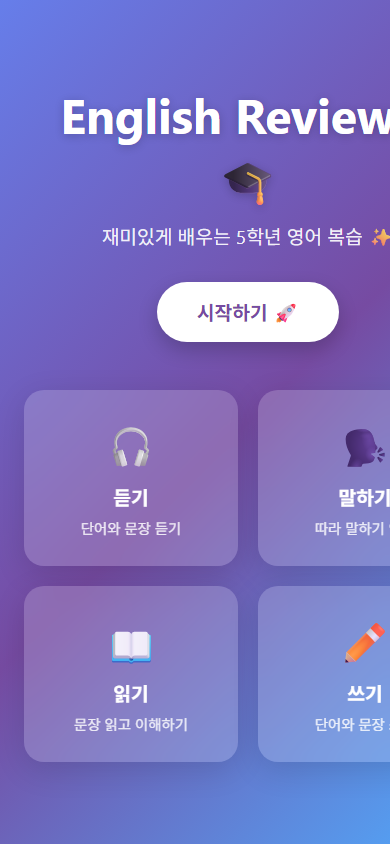 English Review
재미있게 배우는 5학년 영어 복습 ✨
시작하기 🚀
듣기
단어와 문장 듣기
말하기
따라 말하기
읽기
문장 읽고 이해하기
쓰기
단어와 문장